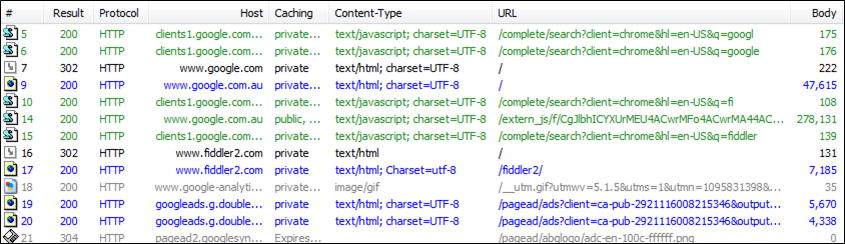 # Result Protocol Host Caching Content-Type URL Body
5 200 HTTP clients1.google.com... private... text/javascript; charset=UTF-8 /complete/search?client=chrome&hl=en-US&q=googl 175
6 200 HTTP clients1.google.com... private... text/javascript; charset=UTF-8 /complete/search?client=chrome&hl=en-US&q=google 176
7 302 HTTP www.google.com private text/html; charset=UTF-8 / 222
9 200 HTTP www.google.com.au private... text/html; charset=UTF-8 / 47,615
10 200 HTTP clients1.google.com... private... text/javascript; charset=UTF-8 /complete/search?client=chrome&hl=en-US&q=fi 108
14 200 HTTP www.google.com.au public, ... text/javascript; charset=UTF-8 /extern_js/f/CgJlbhICYXUrMEU4ACwrMFo4ACwrMA44AC... 278,131
15 200 HTTP clients1.google.com... private... text/javascript; charset=UTF-8 /complete/search?client=chrome&hl=en-US&q=fiddler 139
16 302 HTTP www.fiddler2.com private text/html / 131
17 200 HTTP www.fiddler2.com private text/html; Charset=utf-8 /fiddler2/ 7,185
18 200 HTTP www.google-analyti... private... image/gif /__utm.gif?utmwv=5.1.5&utms=1&utmn=1095831398&... 35
19 200 HTTP googleads.g.double... private text/html; charset=UTF-8 /pagead/ads?client=ca-pub-2921116008215346&output... 5,670
20 200 HTTP googleads.g.double... private text/html; charset=UTF-8 /pagead/ads?client=ca-pub-2921116008215346&output... 4,338
21 304 HTTP pagead2.googlesyn... Expires... /pagead/abglogo/adc-en-100c-ffffff.png 0